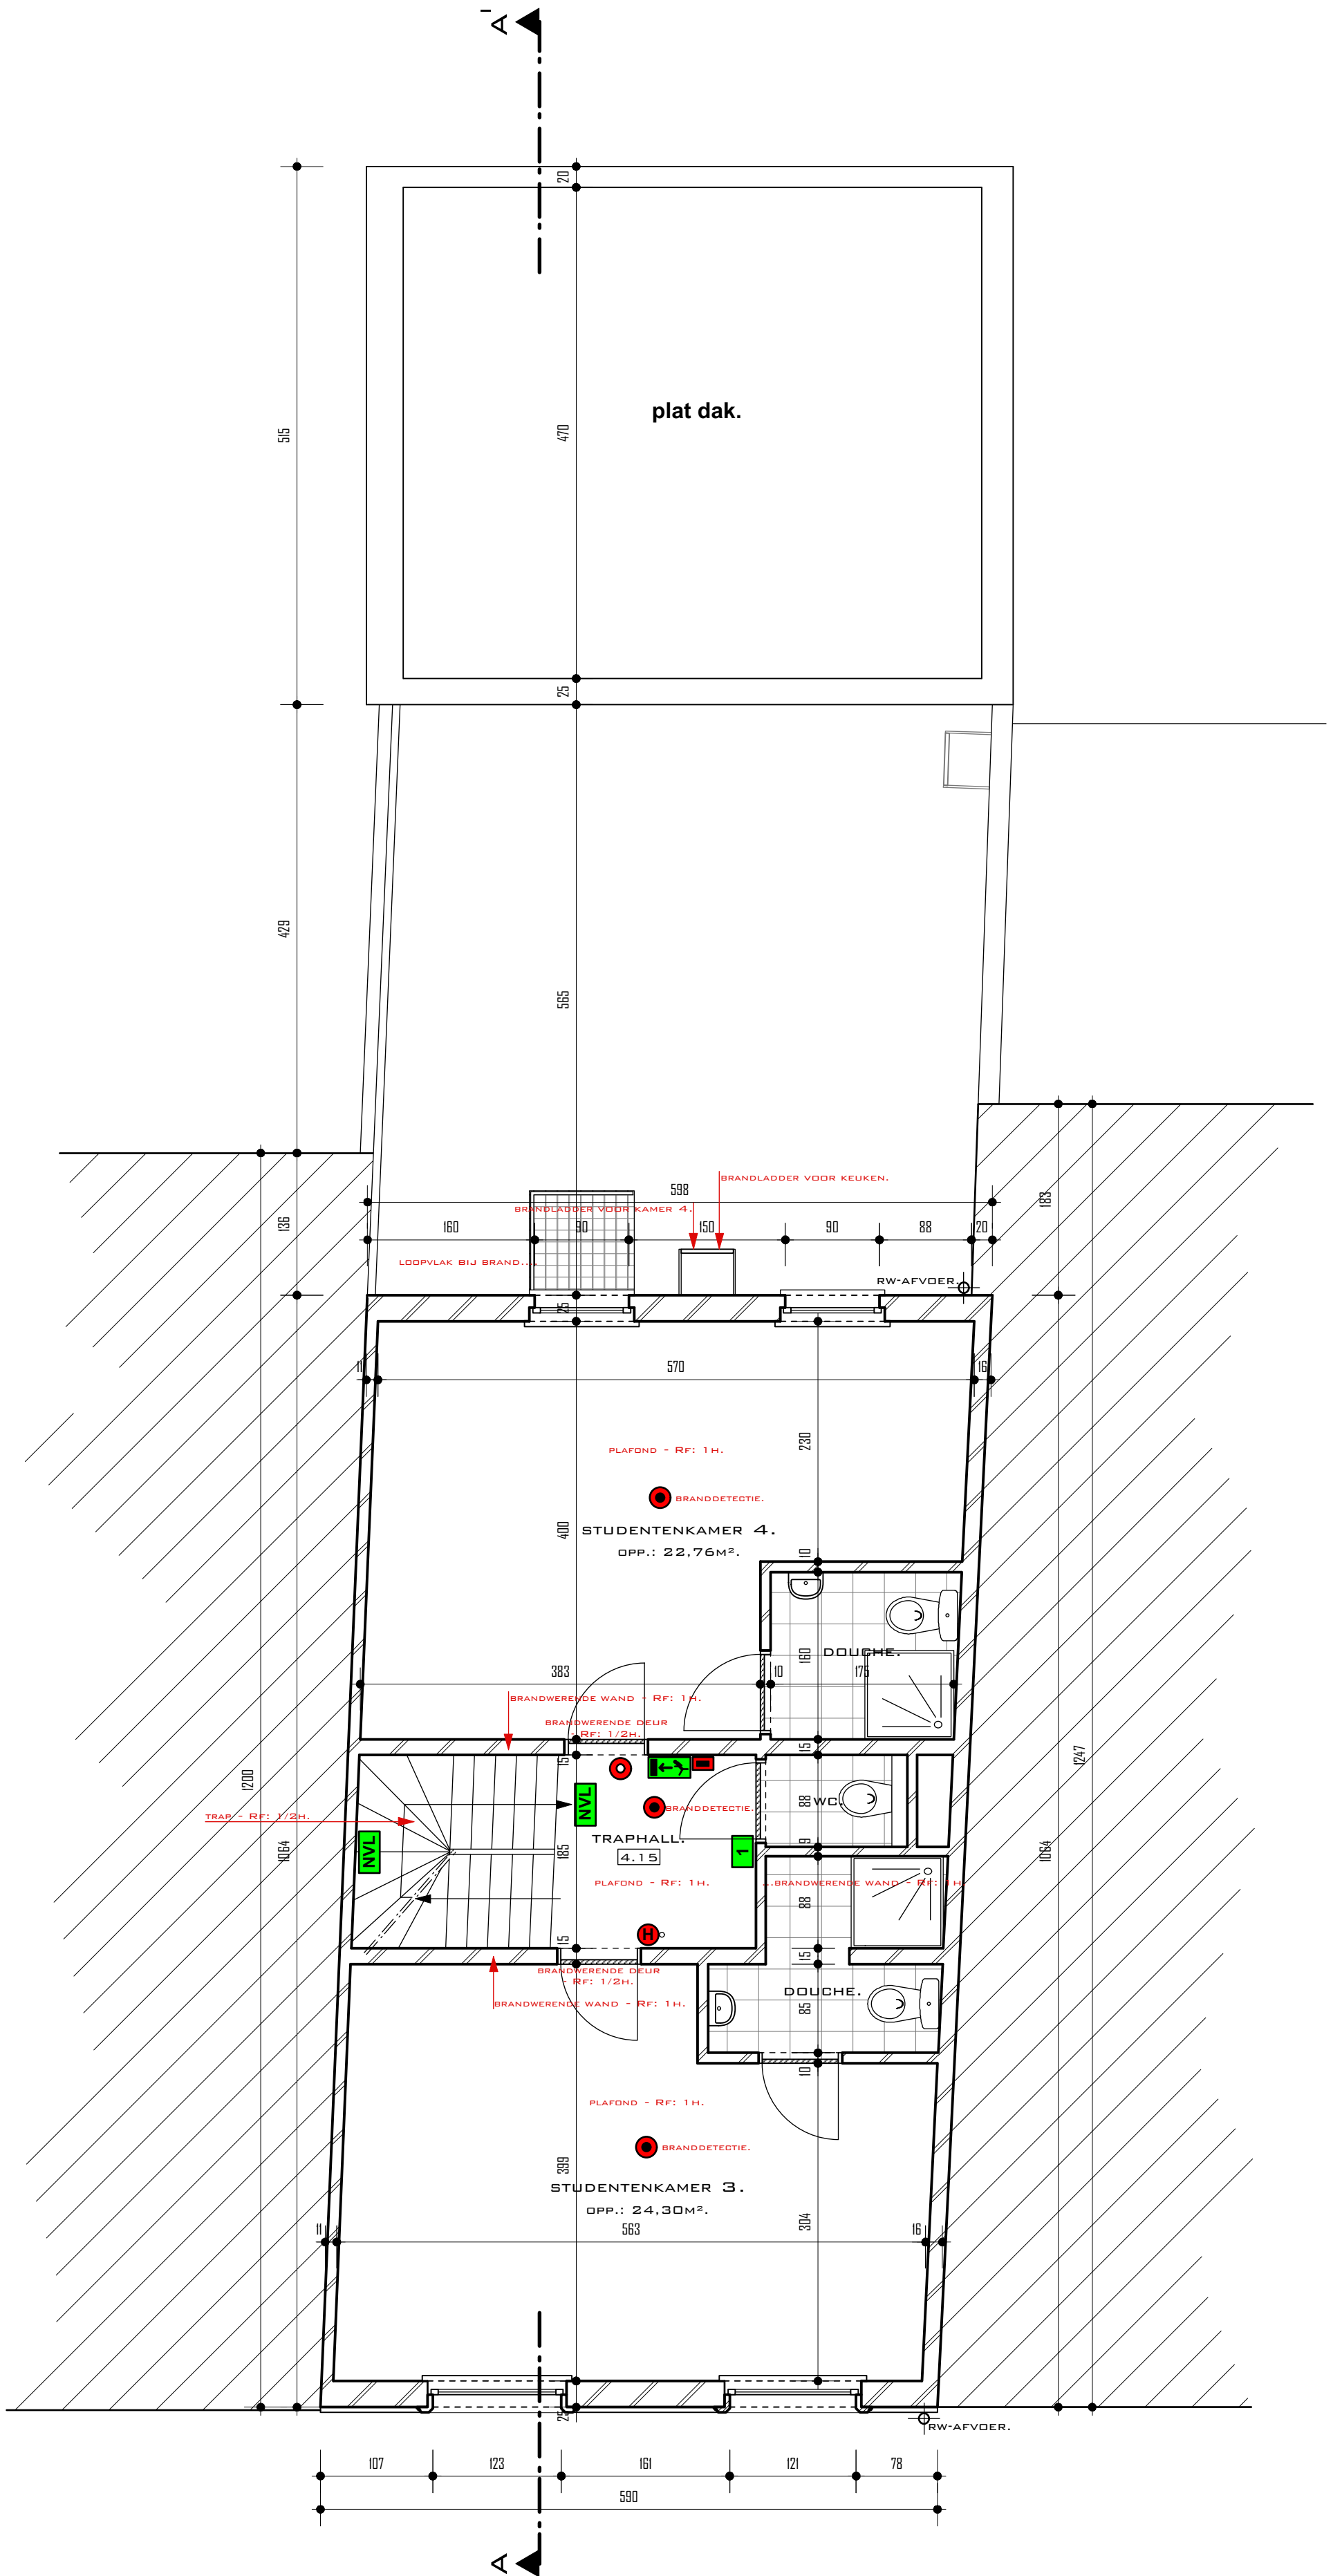 A'
20
515
470
plat dak.
25
429
565
BRANDLADDER VOOR KEUKEN.
598
183
BRANDLADDER VOOR KAMER 4.
136
160
90
150
90
88
20
LOOPVLAK BIJ BRAND...
RW-AFVOER.
25
11
570
16
230
PLAFOND - RF: 1H.
BRANDDETECTIE.
400
STUDENTENKAMER 4.
OPP.: 22,76M².
10
160
DOUCHE.
383
10
175
BRANDWERENDE WAND - RF: 1H.
BRANDWERENDE DEUR
- RF: 1/2H.
15
15
1247
1200
NVL
88
WC.
BRANDDETECTIE.
TRAP - RF: 1/2H.
TRAPHALL.
1064
NVL
185
4.15
1
9
1064
PLAFOND - RF: 1H.
...BRANDWERENDE WAND - RF: 1H.
88
H
15
15
BRANDWERENDE DEUR
- RF: 1/2H.
DOUCHE.
BRANDWERENDE WAND - RF: 1H.
85
10
PLAFOND - RF: 1H.
BRANDDETECTIE.
399
STUDENTENKAMER 3.
OPP.: 24,30M².
304
11
563
16
25
RW-AFVOER.
107
123
161
121
78
590
A